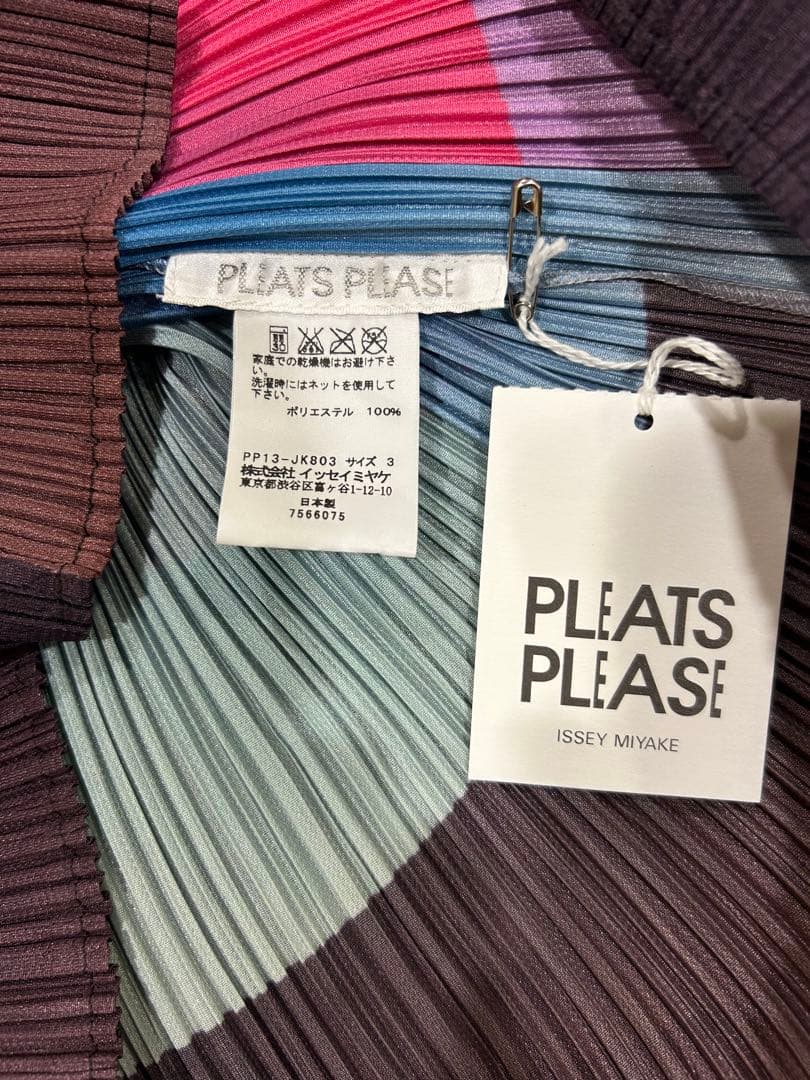 PLEATS PLEASE
家庭での乾燥機はお避け下さ
い。
洗濯時にはネットを使用して
下さい。
ポリエステル 100%
PP13-JK803 サイズ 3
株式会社 イッセイミヤケ
東京都渋谷区富ヶ谷1-12-10
日本製
7566075
PLEATS
PLEASE
ISSEY MIYAKE